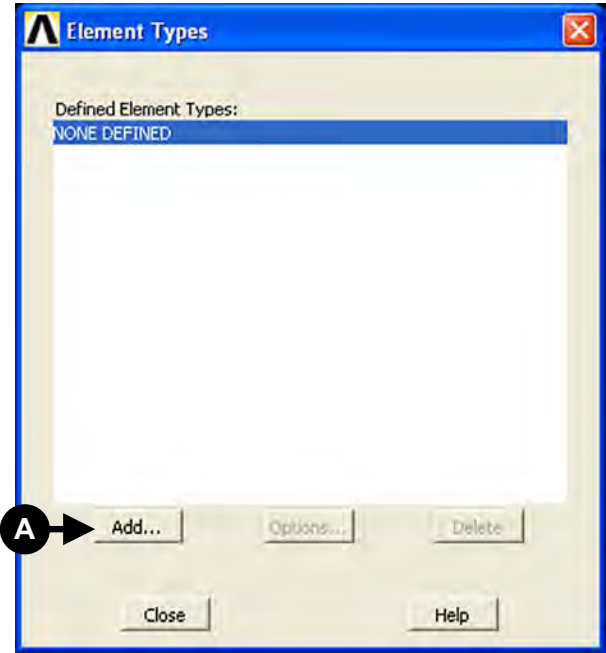 Element Types
Defined Element Types:
NONE DEFINED
A Add... Options... Delete
Close Help